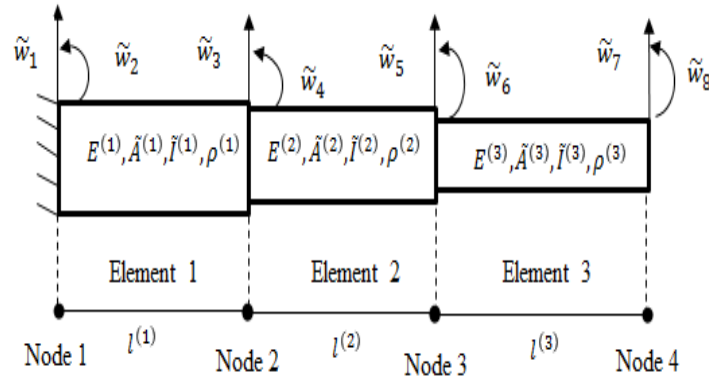 w̃₁ w̃₂ w̃₃ w̃₄ w̃₅ w̃₆ w̃₇ w̃₈
E⁽¹⁾, Ã⁽¹⁾, Ĩ⁽¹⁾, ρ⁽¹⁾ E⁽²⁾, Ã⁽²⁾, Ĩ⁽²⁾, ρ⁽²⁾ E⁽³⁾, Ã⁽³⁾, Ĩ⁽³⁾, ρ⁽³⁾
Element 1 Element 2 Element 3
l⁽¹⁾ l⁽²⁾ l⁽³⁾
Node 1 Node 2 Node 3 Node 4